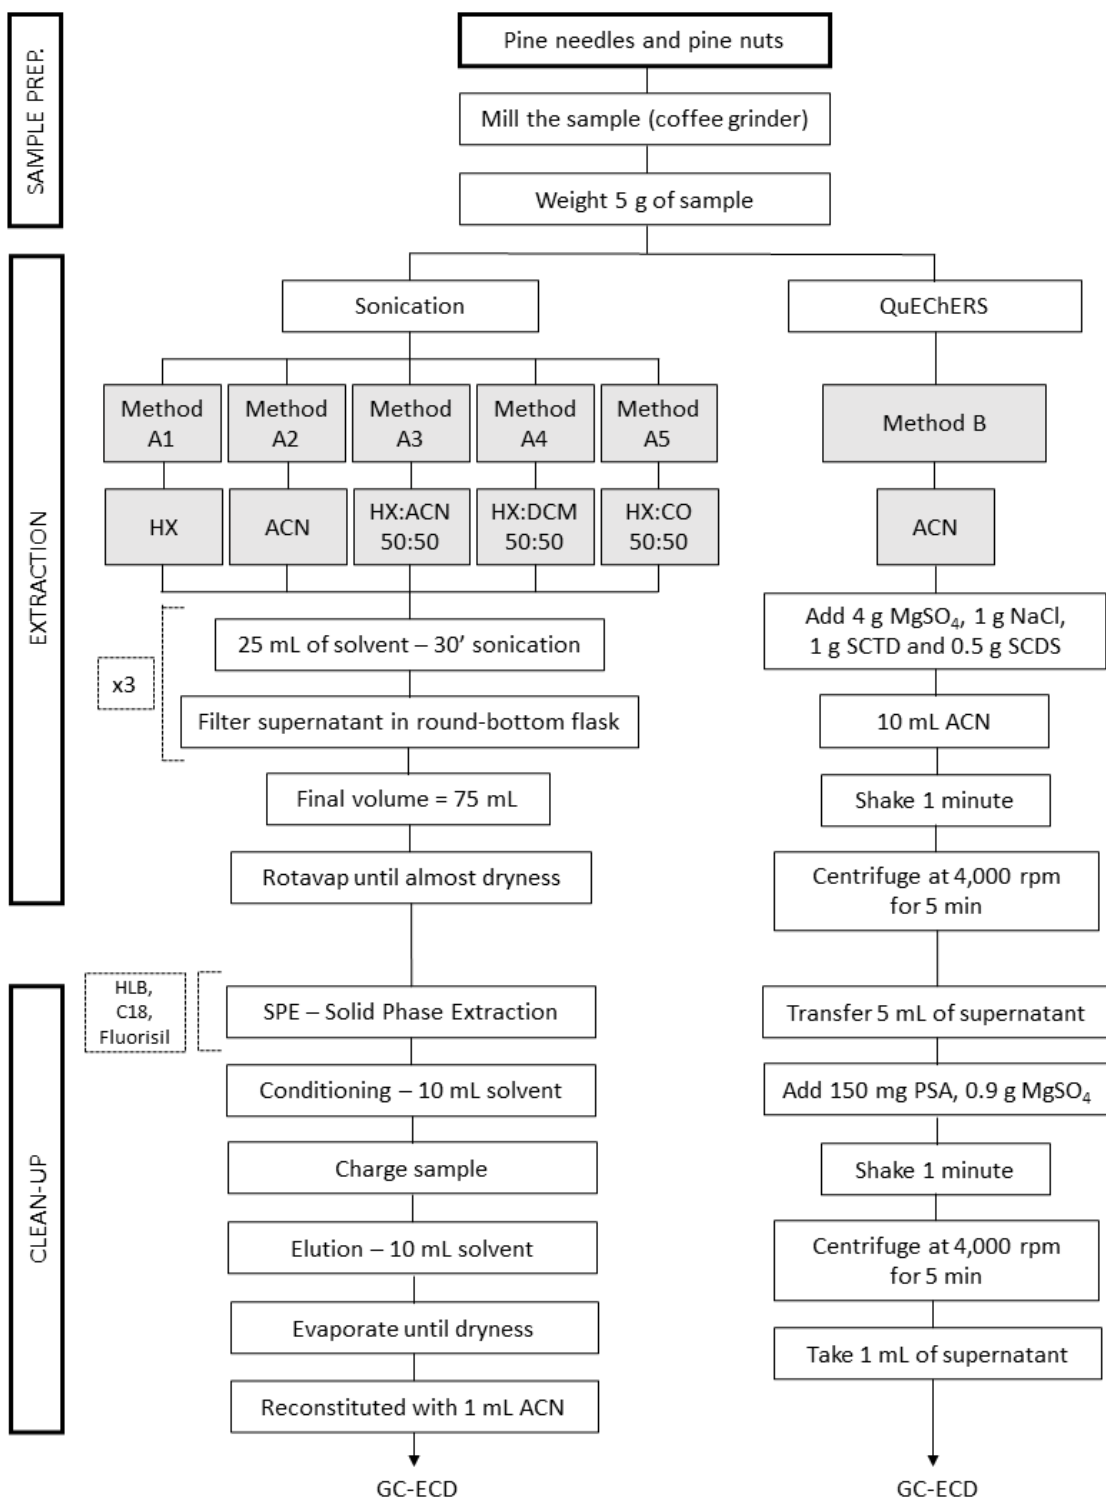 SAMPLE PREP.
Pine needles and pine nuts
Mill the sample (coffee grinder)
Weight 5 g of sample
EXTRACTION
Sonication
Method
A1
Method
A2
Method
A3
Method
A4
Method
A5
HX
ACN
HX:ACN
50:50
HX:DCM
50:50
HX:CO
50:50
x3
25 mL of solvent – 30’ sonication
Filter supernatant in round-bottom flask
Final volume = 75 mL
Rotavap until almost dryness
QuEChERS
Method B
ACN
Add 4 g MgSO₄, 1 g NaCl,
1 g SCTD and 0.5 g SCDS
10 mL ACN
Shake 1 minute
Centrifuge at 4,000 rpm
for 5 min
CLEAN-UP
HLB,
C18,
Fluorisil
SPE – Solid Phase Extraction
Conditioning – 10 mL solvent
Charge sample
Elution – 10 mL solvent
Evaporate until dryness
Reconstituted with 1 mL ACN
GC-ECD
Transfer 5 mL of supernatant
Add 150 mg PSA, 0.9 g MgSO₄
Shake 1 minute
Centrifuge at 4,000 rpm
for 5 min
Take 1 mL of supernatant
GC-ECD